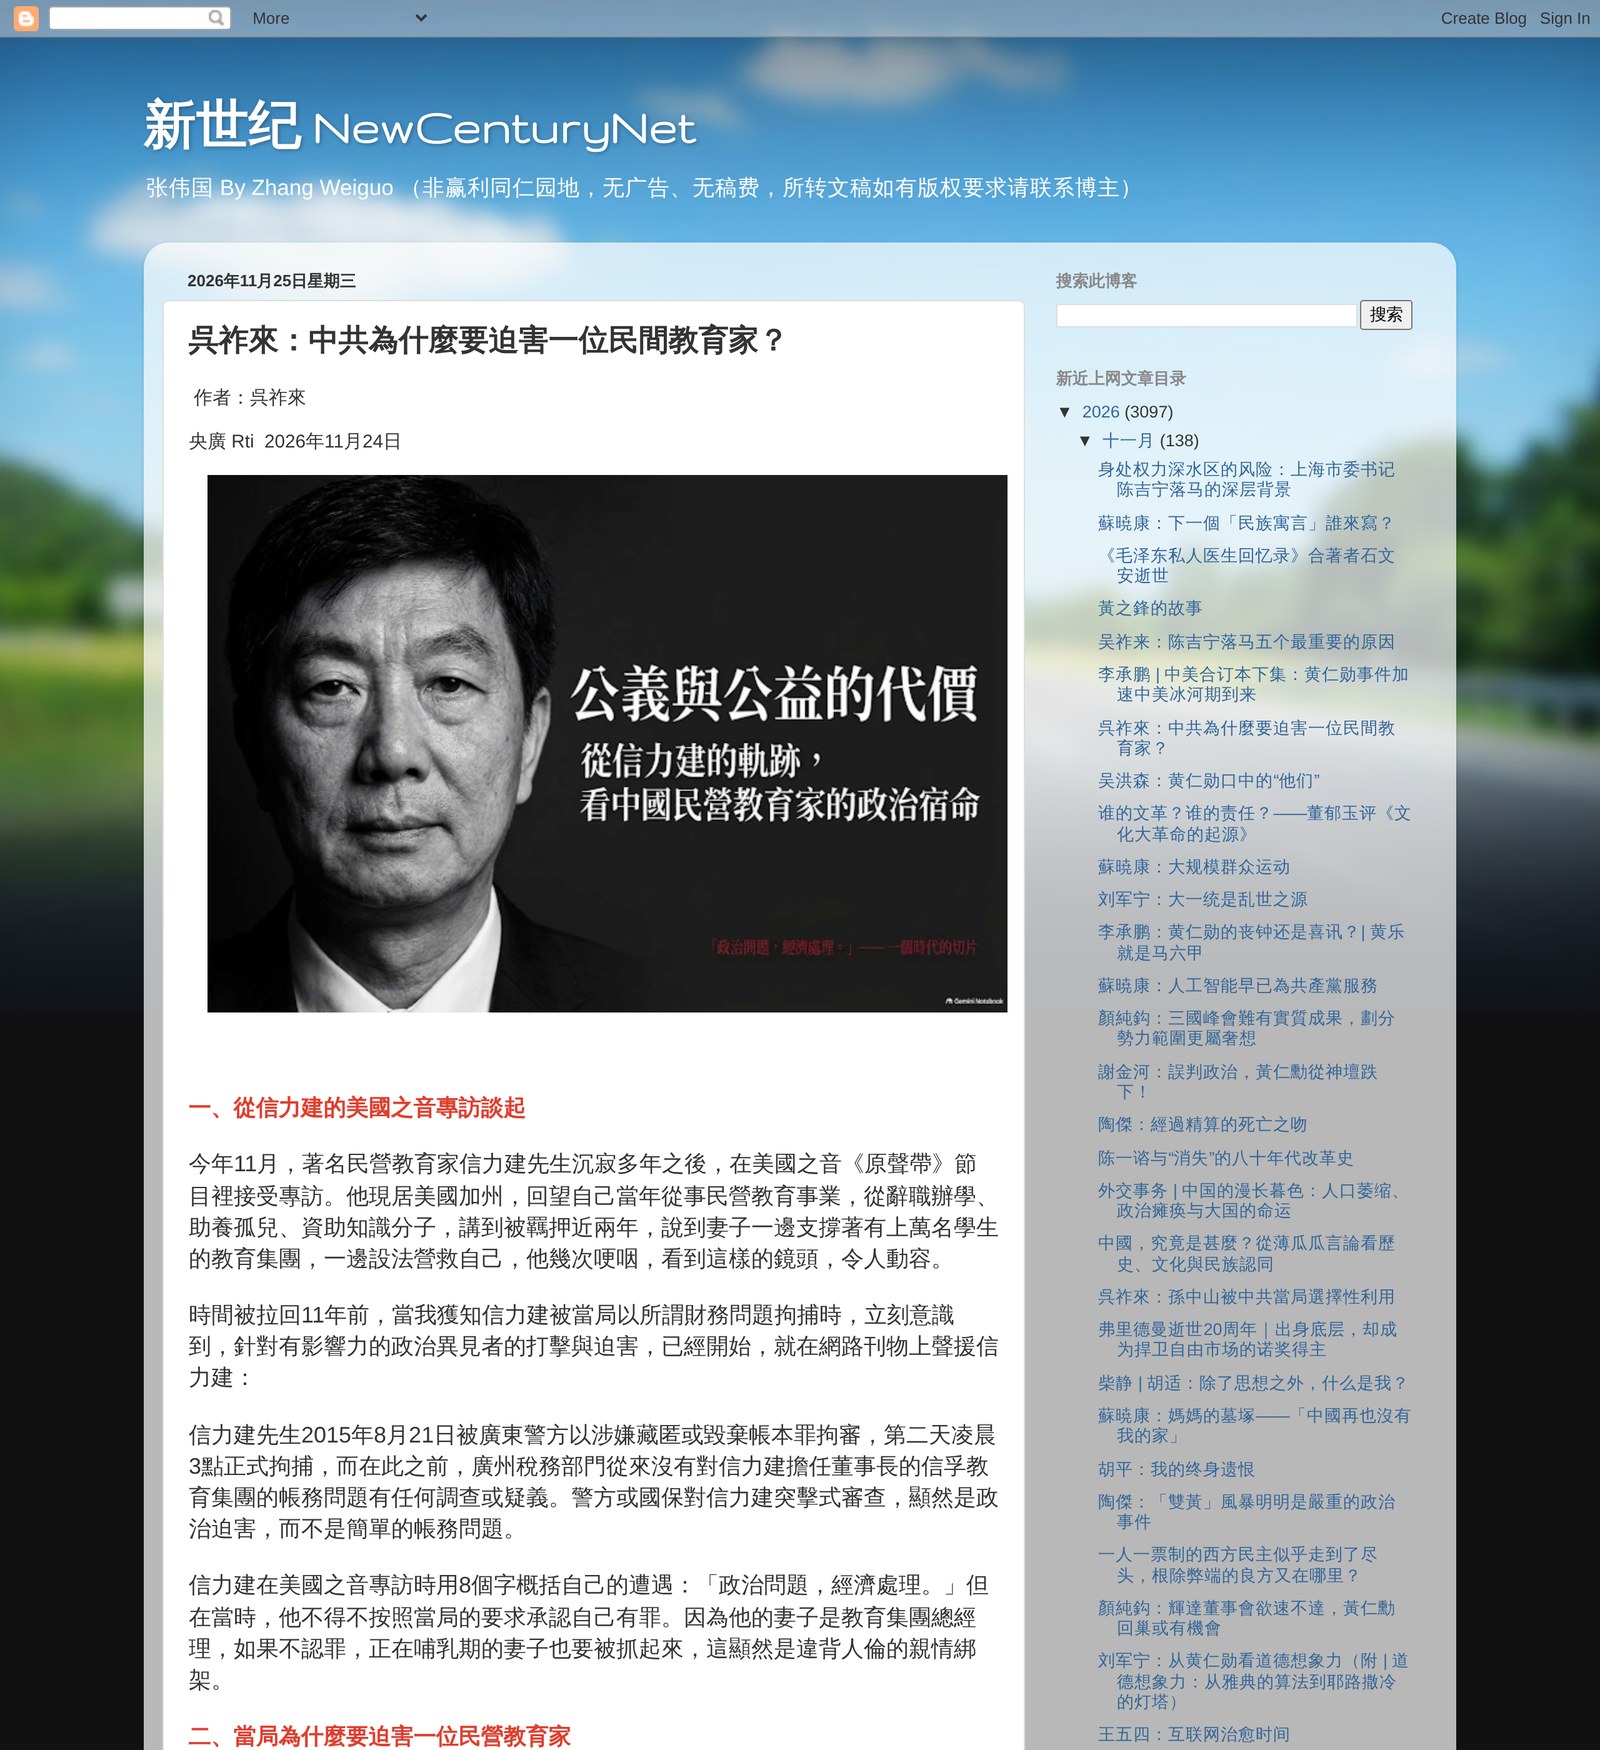 More
Create Blog Sign In
新世纪 NewCenturyNet
张伟国 By Zhang Weiguo （非赢利同仁园地，无广告、无稿费，所转文稿如有版权要求请联系博主）
2026年11月25日星期三
吳祚來：中共為什麼要迫害一位民間教育家？
作者：吳祚來
央廣 Rti 2026年11月24日
公義與公益的代價
從信力建的軌跡，
看中國民營教育家的政治宿命
「政治問題，經濟處理。」—— 一個時代的切片
Gemini Notebook
一、從信力建的美國之音專訪談起
今年11月，著名民營教育家信力建先生沉寂多年之後，在美國之音《原聲帶》節
目裡接受專訪。他現居美國加州，回望自己當年從事民營教育事業，從辭職辦學、
助養孤兒、資助知識分子，講到被羈押近兩年，說到妻子一邊支撐著有上萬名學生
的教育集團，一邊設法營救自己，他幾次哽咽，看到這樣的鏡頭，令人動容。
時間被拉回11年前，當我獲知信力建被當局以所謂財務問題拘捕時，立刻意識
到，針對有影響力的政治異見者的打擊與迫害，已經開始，就在網路刊物上聲援信
力建：
信力建先生2015年8月21日被廣東警方以涉嫌藏匿或毀棄帳本罪拘審，第二天凌晨
3點正式拘捕，而在此之前，廣州稅務部門從來沒有對信力建擔任董事長的信孚教
育集團的帳務問題有任何調查或疑義。警方或國保對信力建突擊式審查，顯然是政
治迫害，而不是簡單的帳務問題。
信力建在美國之音專訪時用8個字概括自己的遭遇：「政治問題，經濟處理。」但
在當時，他不得不按照當局的要求承認自己有罪。因為他的妻子是教育集團總經
理，如果不認罪，正在哺乳期的妻子也要被抓起來，這顯然是違背人倫的親情綁
架。
二、當局為什麼要迫害一位民營教育家
搜索此博客
搜索
新近上网文章目录
▼ 2026 (3097)
▼ 十一月 (138)
身处权力深水区的风险：上海市委书记
陈吉宁落马的深层背景
蘇曉康：下一個「民族寓言」誰來寫？
《毛泽东私人医生回忆录》合著者石文
安逝世
黃之鋒的故事
吴祚来：陈吉宁落马五个最重要的原因
李承鹏 | 中美合订本下集：黄仁勋事件加
速中美冰河期到来
吳祚來：中共為什麼要迫害一位民間教
育家？
吴洪森：黄仁勋口中的“他们”
谁的文革？谁的责任？——董郁玉评《文
化大革命的起源》
蘇曉康：大规模群众运动
刘军宁：大一统是乱世之源
李承鹏：黄仁勋的丧钟还是喜讯？| 黄乐
就是马六甲
蘇曉康：人工智能早已為共產黨服務
顏純鈎：三國峰會難有實質成果，劃分
勢力範圍更屬奢想
謝金河：誤判政治，黃仁勳從神壇跌
下！
陶傑：經過精算的死亡之吻
陈一谘与“消失”的八十年代改革史
外交事务 | 中国的漫长暮色：人口萎缩、
政治瘫痪与大国的命运
中國，究竟是甚麼？從薄瓜瓜言論看歷
史、文化與民族認同
吳祚來：孫中山被中共當局選擇性利用
弗里德曼逝世20周年｜出身底层，却成
为捍卫自由市场的诺奖得主
柴静 | 胡适：除了思想之外，什么是我？
蘇曉康：媽媽的墓塚——「中國再也沒有
我的家」
胡平：我的终身遗恨
陶傑：「雙黃」風暴明明是嚴重的政治
事件
一人一票制的西方民主似乎走到了尽
头，根除弊端的良方又在哪里？
顏純鈎：輝達董事會欲速不達，黃仁勳
回巢或有機會
刘军宁：从黄仁勋看道德想象力（附 | 道
德想象力：从雅典的算法到耶路撒冷
的灯塔）
王五四：互联网治愈时间